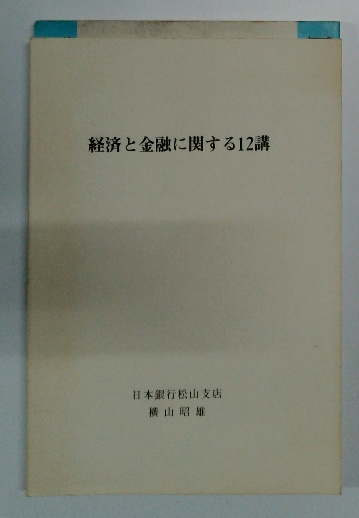 経済と金融に関する12講
日本銀行松山支店
横山昭雄